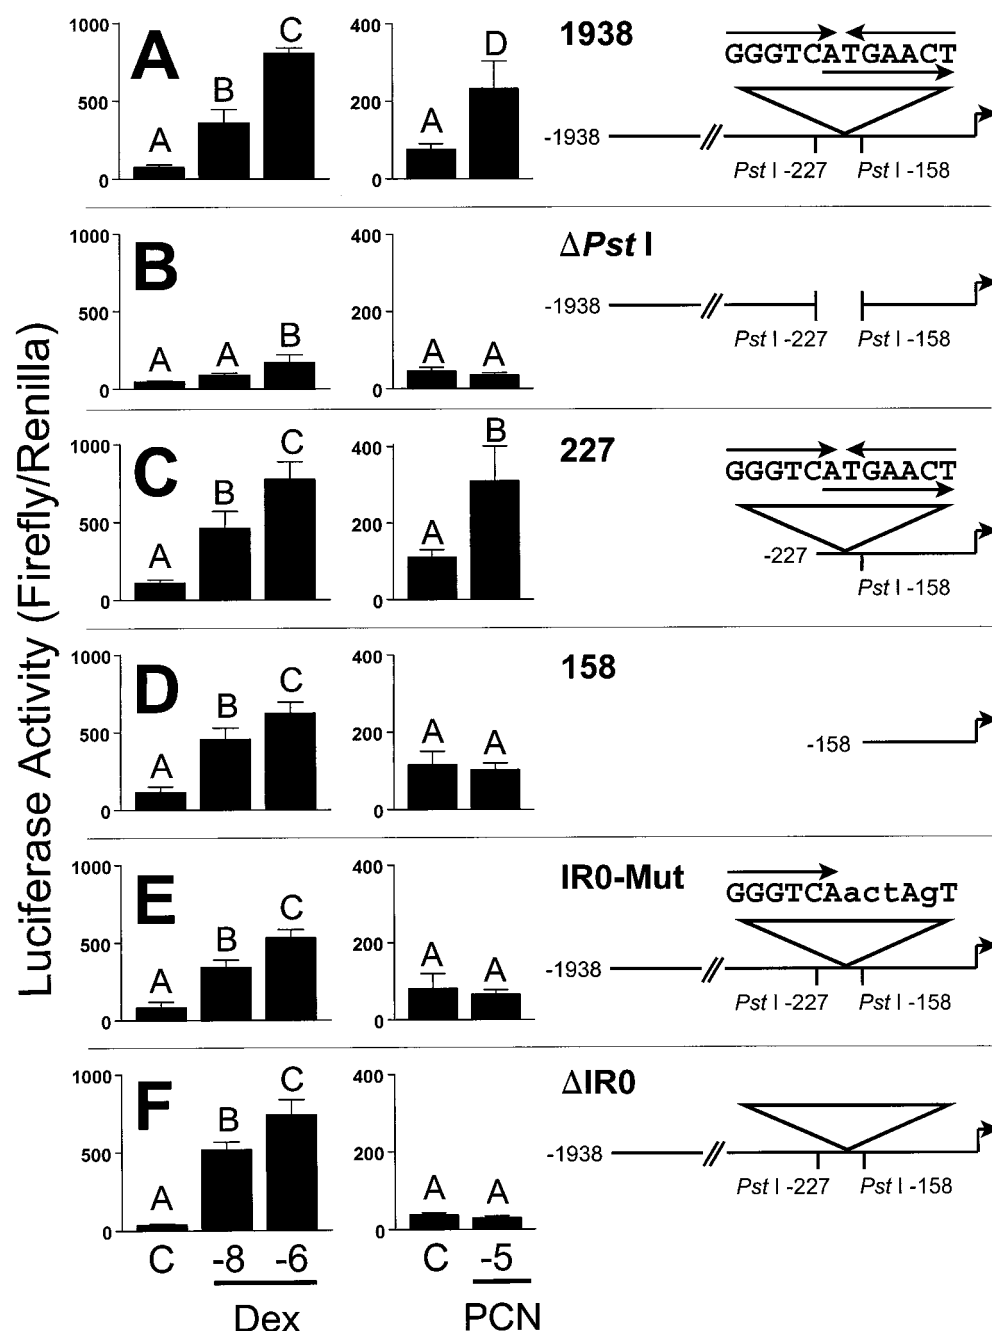 Luciferase Activity (Firefly/Renilla)
A
1000
500
0
A
B
C
400
200
0
A
D
1938
GGGTCATGAACT
-1938
Pst I -227
Pst I -158
B
1000
500
0
A
A
B
400
200
0
A
A
ΔPst I
-1938
Pst I -227
Pst I -158
C
1000
500
0
A
B
C
400
200
0
A
B
227
GGGTCATGAACT
-227
Pst I -158
D
1000
500
0
A
B
C
400
200
0
A
A
158
-158
E
1000
500
0
A
B
C
400
200
0
A
A
IR0-Mut
GGGTCAactAgT
-1938
Pst I -227
Pst I -158
F
1000
500
0
A
B
C
400
200
0
A
A
ΔIR0
-1938
Pst I -227
Pst I -158
C
-8
-6
Dex
C
-5
PCN